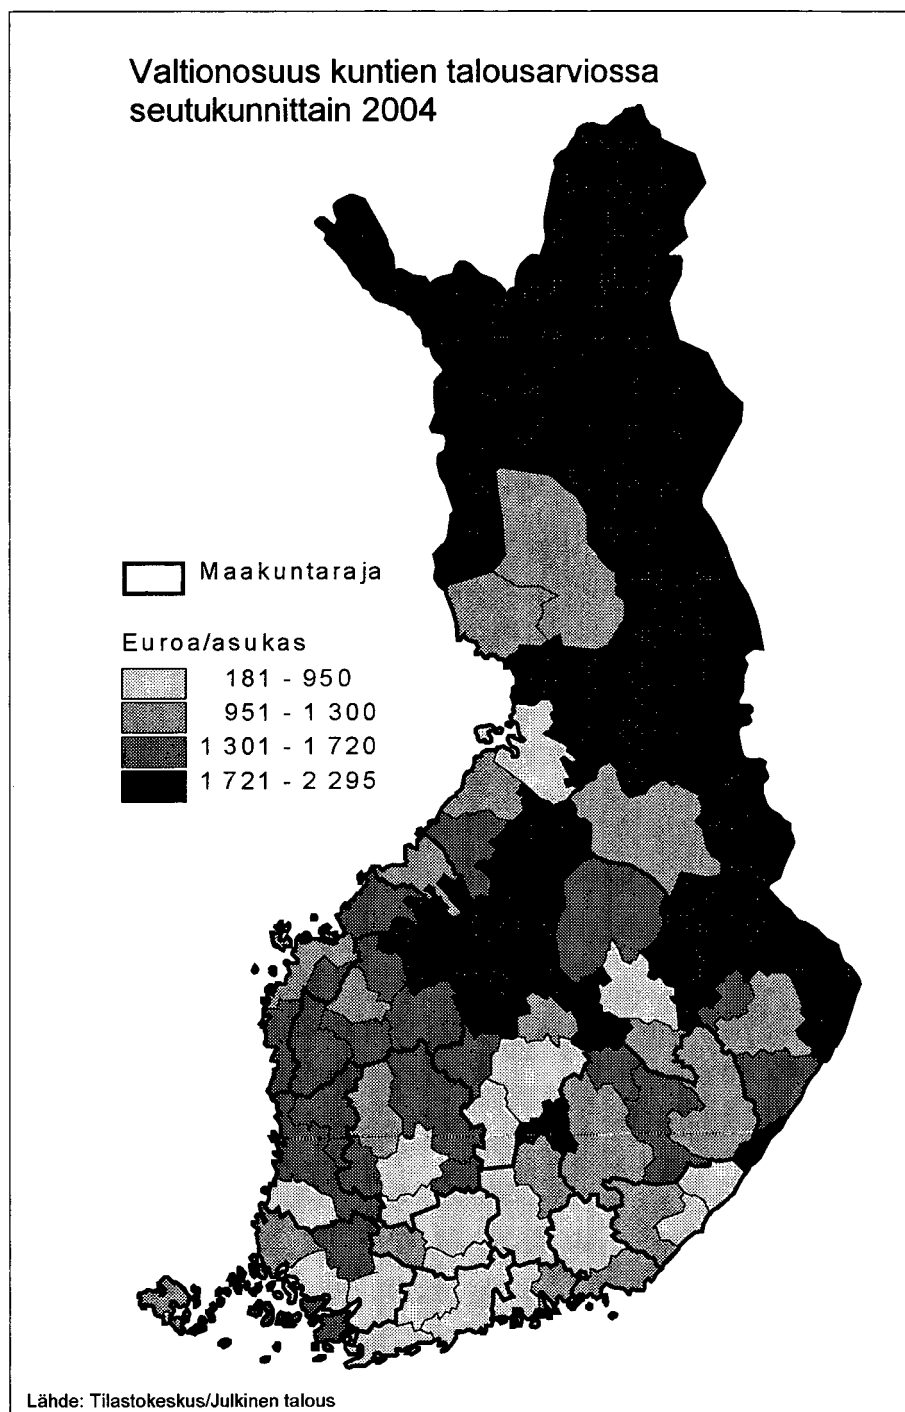 Valtionosuus kuntien talousarviossa
seutukunnittain 2004
Maakuntaraja
Euroa/asukas
181 - 950
951 - 1 300
1 301 - 1 720
1 721 - 2 295
Lähde: Tilastokeskus/Julkinen talous